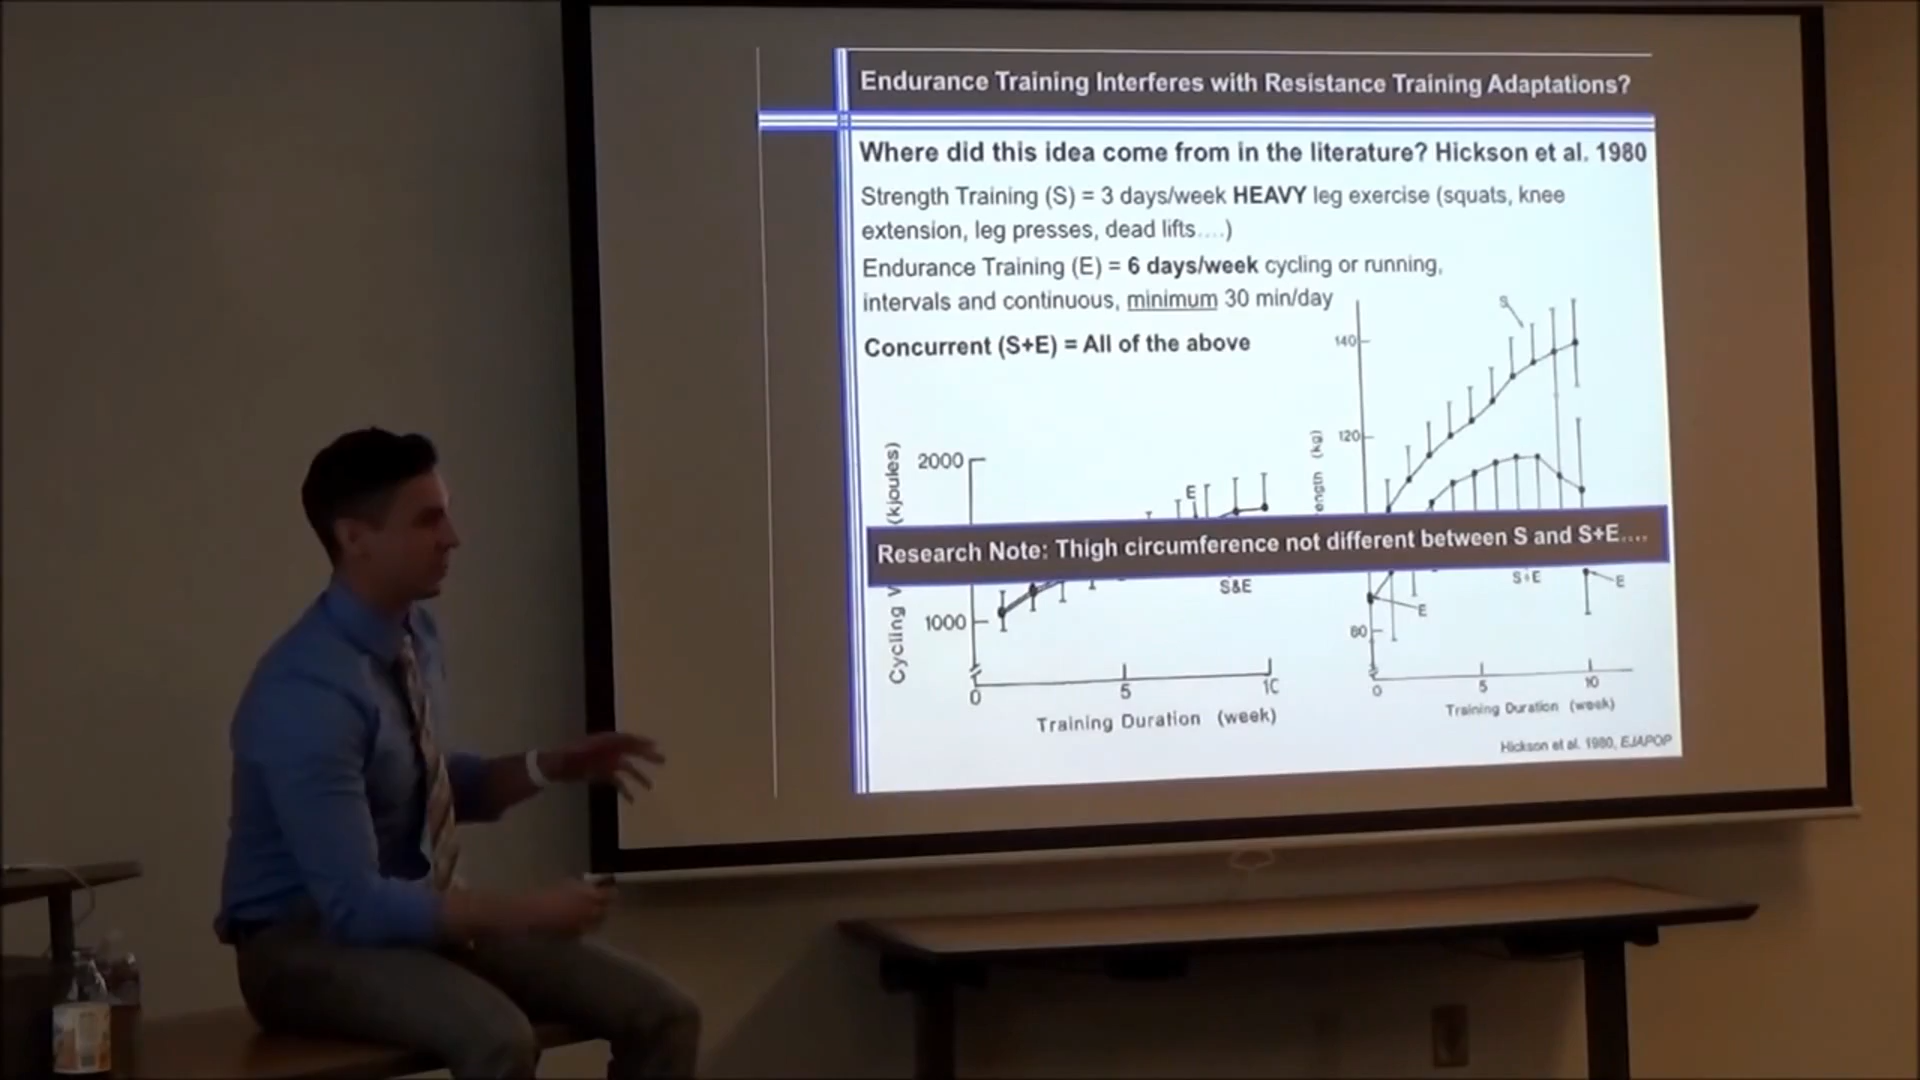 Endurance Training Interferes with Resistance Training Adaptations?
Where did this idea come from in the literature? Hickson et al. 1980
Strength Training (S) = 3 days/week HEAVY leg exercise (squats, knee
extension, leg presses, dead lifts....)
Endurance Training (E) = 6 days/week cycling or running,
intervals and continuous, minimum 30 min/day
Concurrent (S+E) = All of the above
Cycling
(kjoules)
2000
1000
E
S&E
0
5
10
Training Duration (week)
(kg)
140
120
80
S
S+E
E
E
0
5
10
Training Duration (week)
Research Note: Thigh circumference not different between S and S+E....
Hickson et al. 1980, EJAPOP